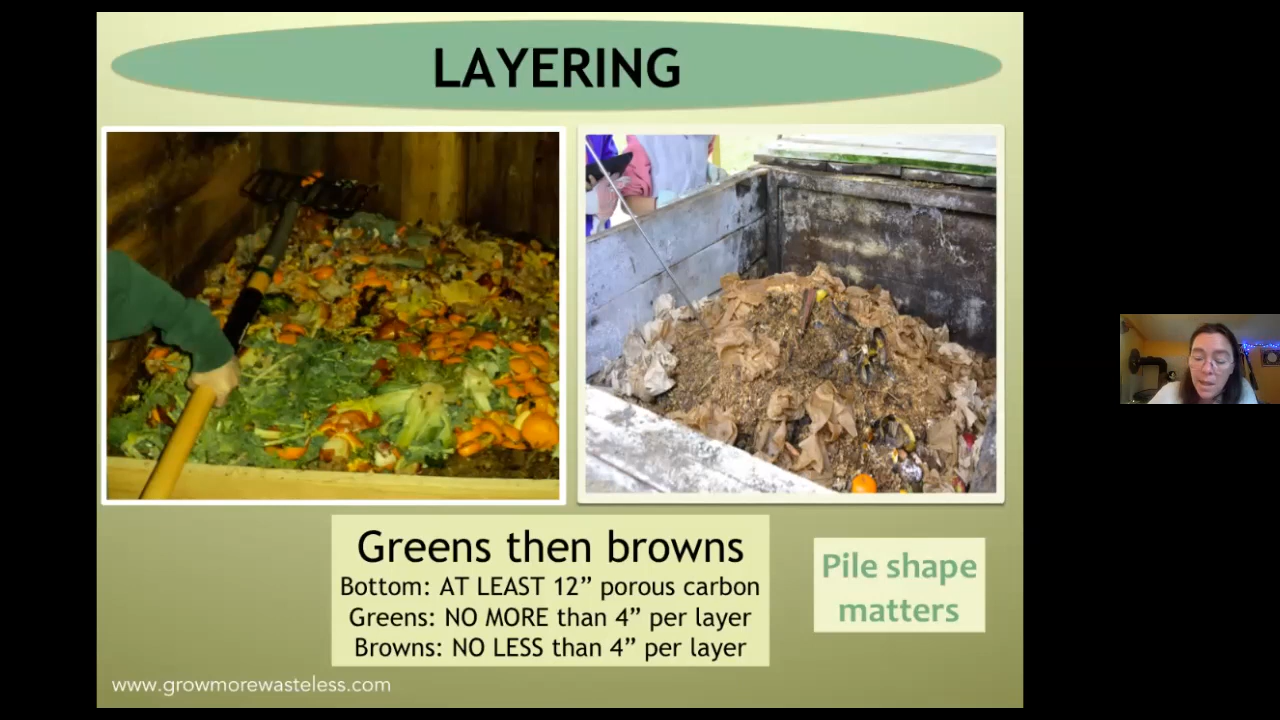 LAYERING
Greens then browns
Bottom: AT LEAST 12” porous carbon
Greens: NO MORE than 4” per layer
Browns: NO LESS than 4” per layer
Pile shape
matters
www.growmorewasteless.com